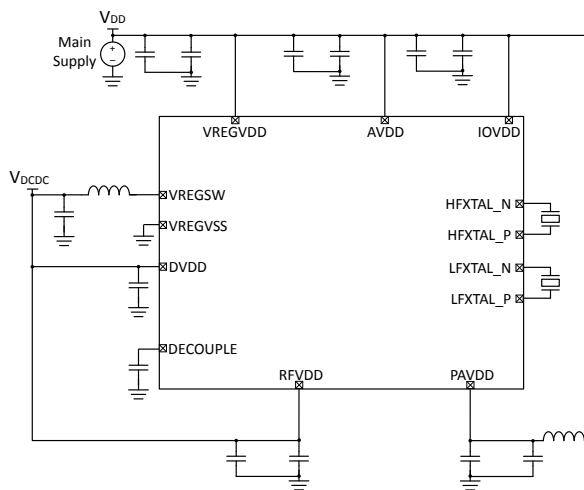 VDD
Main
Supply
+
−
VREGVDD
AVDD
IOVDD
VDCDC
VREGSW
HFXTAL_N
VREGVSS
HFXTAL_P
DVDD
LFXTAL_N
LFXTAL_P
DECOUPLE
RFVDD
PAVDD